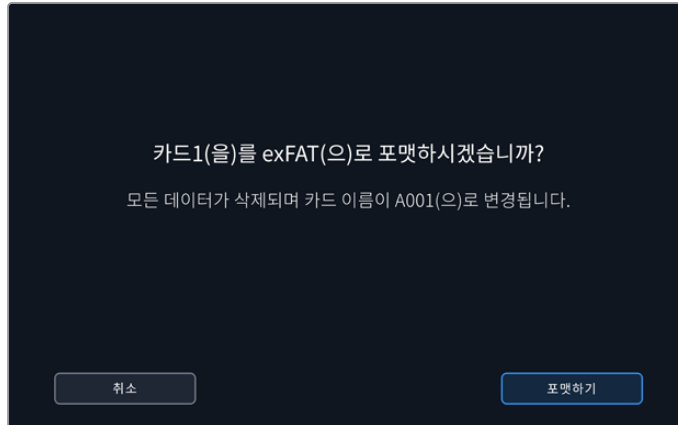 카드1(을)를 exFAT(으)로 포맷하시겠습니까?
모든 데이터가 삭제되며 카드 이름이 A001(으)로 변경됩니다.
취소
포맷하기